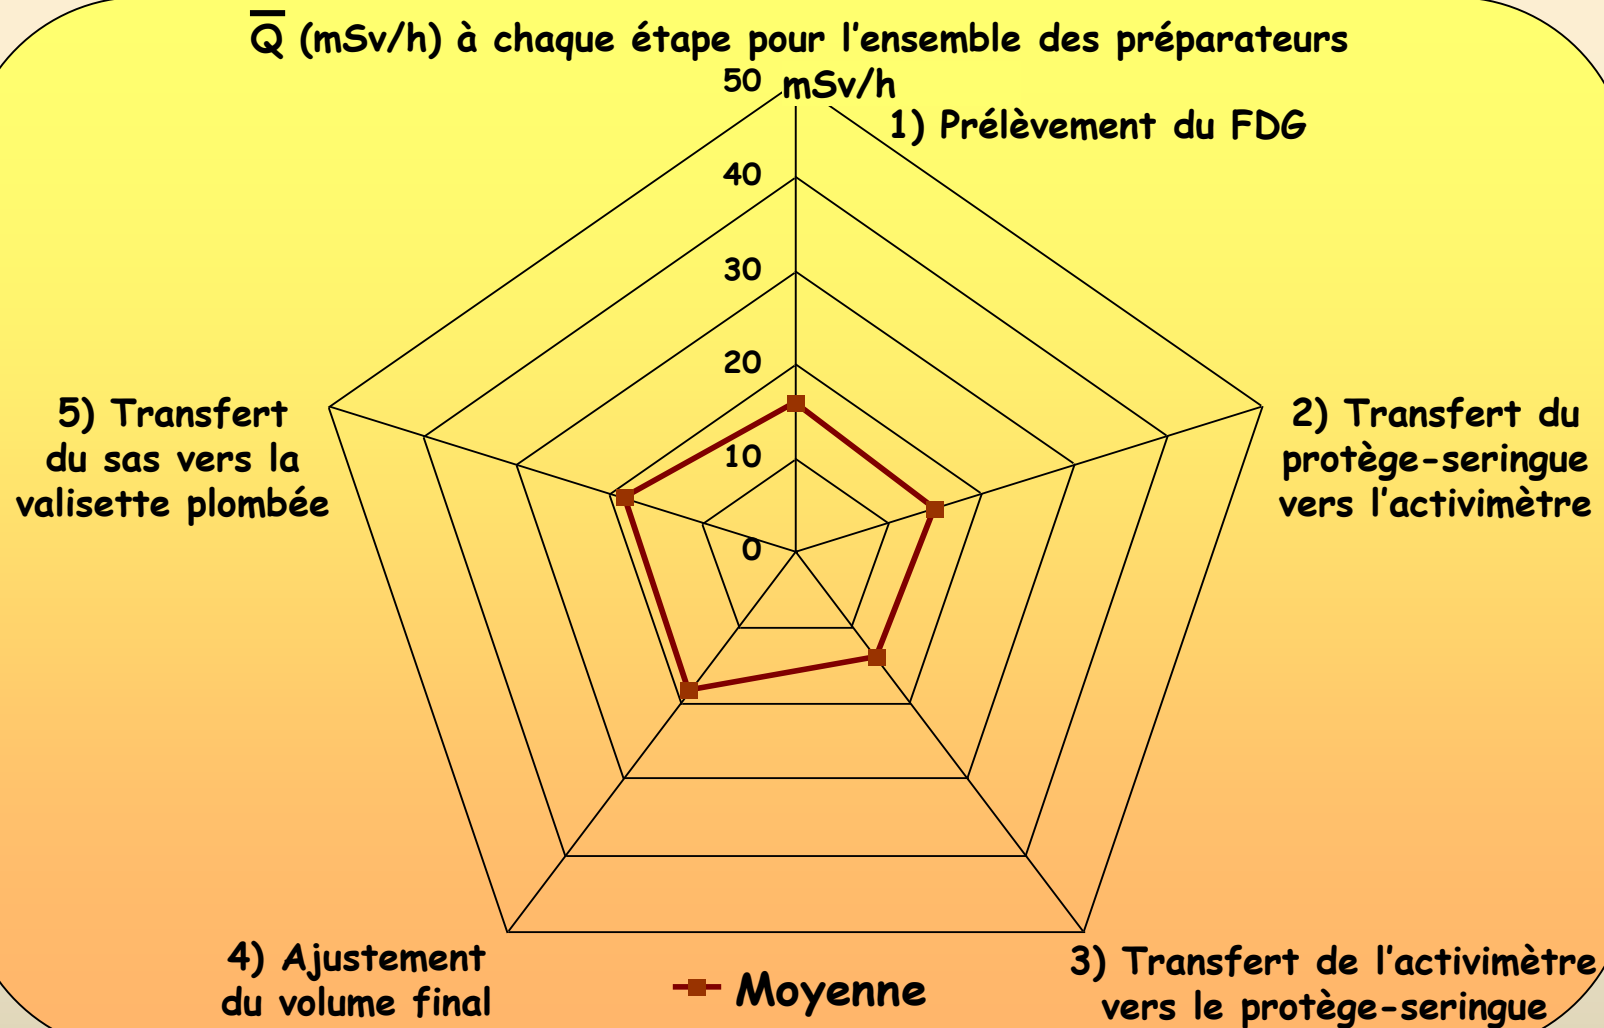 Q̅ (mSv/h) à chaque étape pour l'ensemble des préparateurs
mSv/h
50
40
30
20
10
0
1) Prélèvement du FDG
2) Transfert du
protège-seringue
vers l'activimètre
3) Transfert de l'activimètre
vers le protège-seringue
4) Ajustement
du volume final
5) Transfert
du sas vers la
valisette plombée
Moyenne